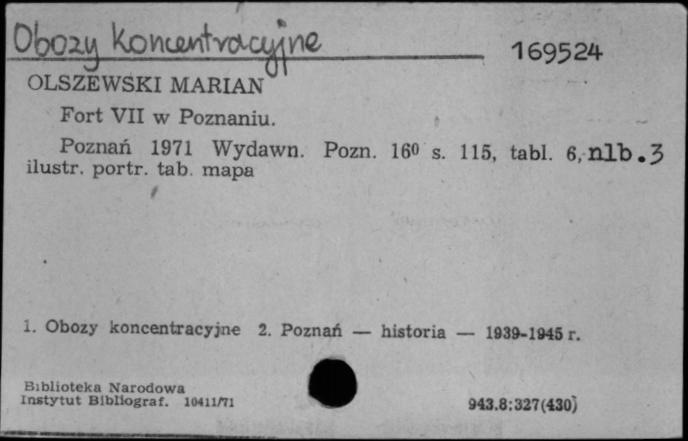 Obozy koncentracyjne
169524
OLSZEWSKI MARIAN
Fort VII w Poznaniu.
Poznań 1971 Wydawn. Pozn. 16⁰ s. 115, tabl. 6, nlb. 3
ilustr. portr. tab. mapa
1. Obozy koncentracyjne 2. Poznań — historia — 1939-1945 r.
Biblioteka Narodowa
Instytut Bibliograf. 10411/71
943.8:327(430)